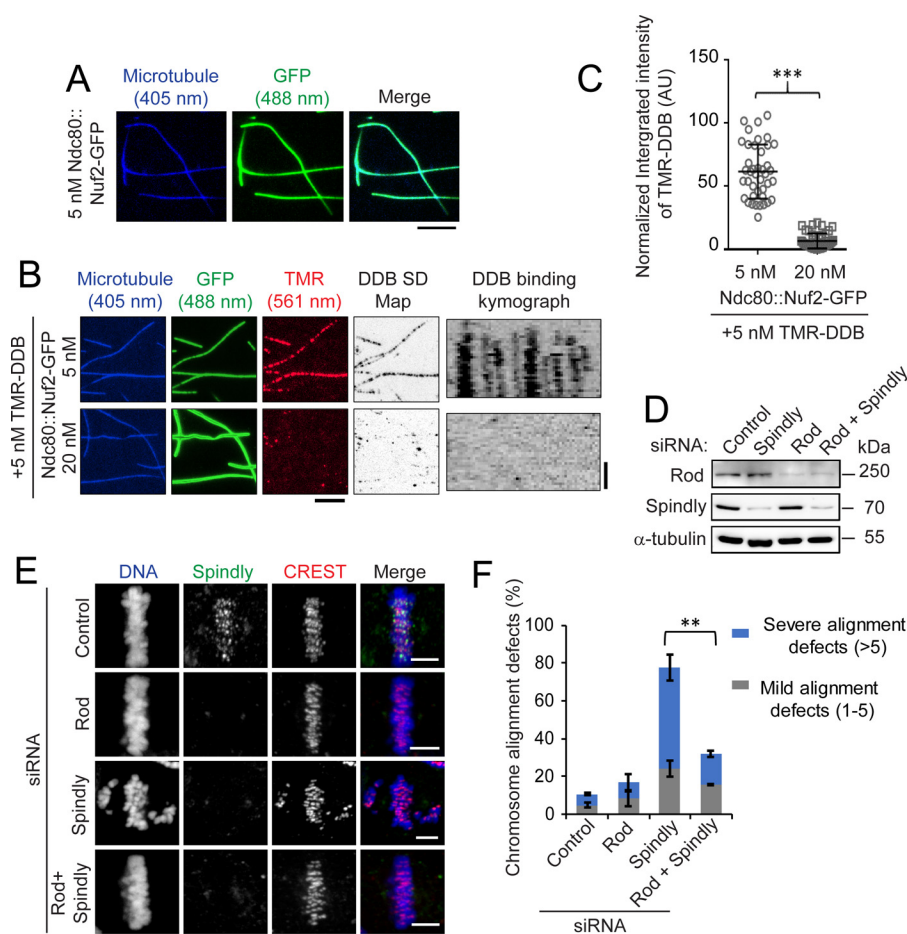 A
Microtubule
(405 nm)
GFP
(488 nm)
Merge
5 nM Ndc80::
Nuf2-GFP
B
Microtubule
(405 nm)
GFP
(488 nm)
TMR
(561 nm)
DDB SD
Map
DDB binding
kymograph
+5 nM TMR-DDB
Ndc80::Nuf2-GFP
5 nM
20 nM
C
Normalized Intergrated intensity
of TMR-DDB (AU)
150
100
50
0
***
5 nM
20 nM
Ndc80::Nuf2-GFP
+5 nM TMR-DDB
D
siRNA:
Control
Spindly
Rod
Rod + Spindly
kDa
Rod
250
Spindly
70
α-tubulin
55
E
DNA
Spindly
CREST
Merge
siRNA
Control
Rod
Spindly
Rod+
Spindly
F
Chromosome alignment defects (%)
100
80
60
40
20
0
**
Severe alignment
defects (>5)
Mild alignment
defects (1-5)
Control
Rod
Spindly
Rod + Spindly
siRNA